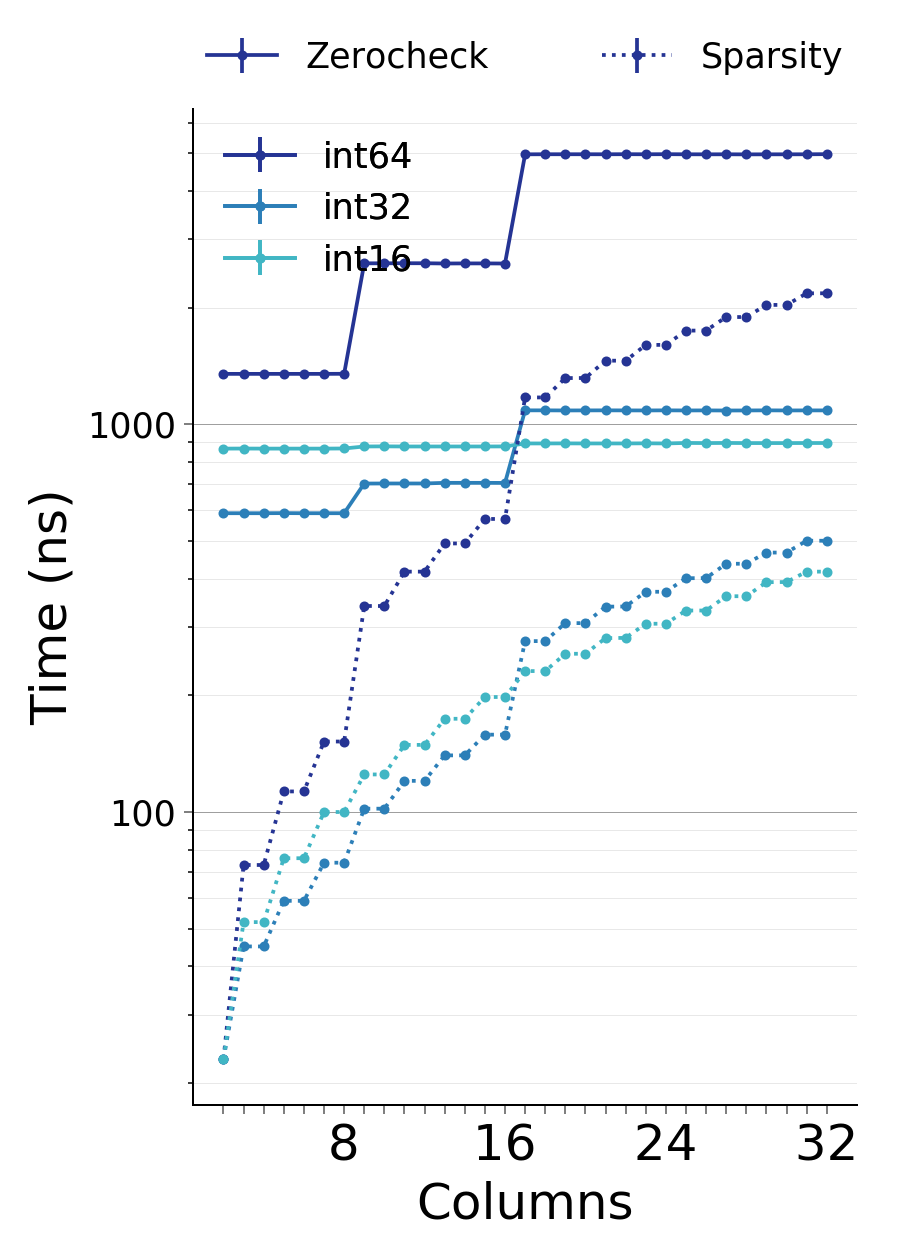 Zerocheck Sparsity
int64
int32
int16
1000
100
Time (ns)
8 16 24 32
Columns